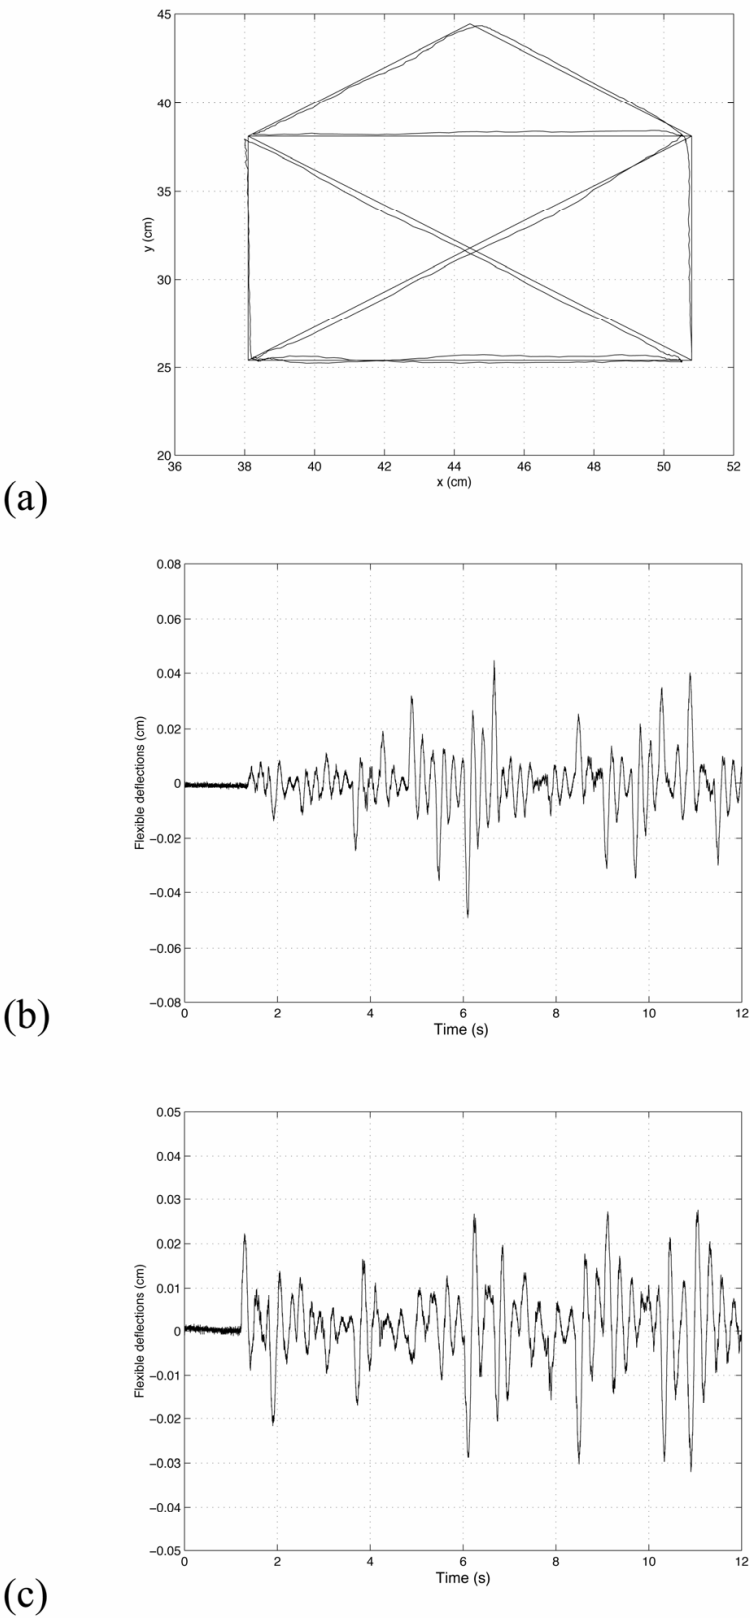 45
40
35
30
25
20
y (cm)
36 38 40 42 44 46 48 50 52
x (cm)
(a)
0.08
0.06
0.04
0.02
0
−0.02
−0.04
−0.06
−0.08
Flexible deflections (cm)
0 2 4 6 8 10 12
Time (s)
(b)
0.05
0.04
0.03
0.02
0.01
0
−0.01
−0.02
−0.03
−0.04
−0.05
Flexible deflections (cm)
0 2 4 6 8 10 12
Time (s)
(c)